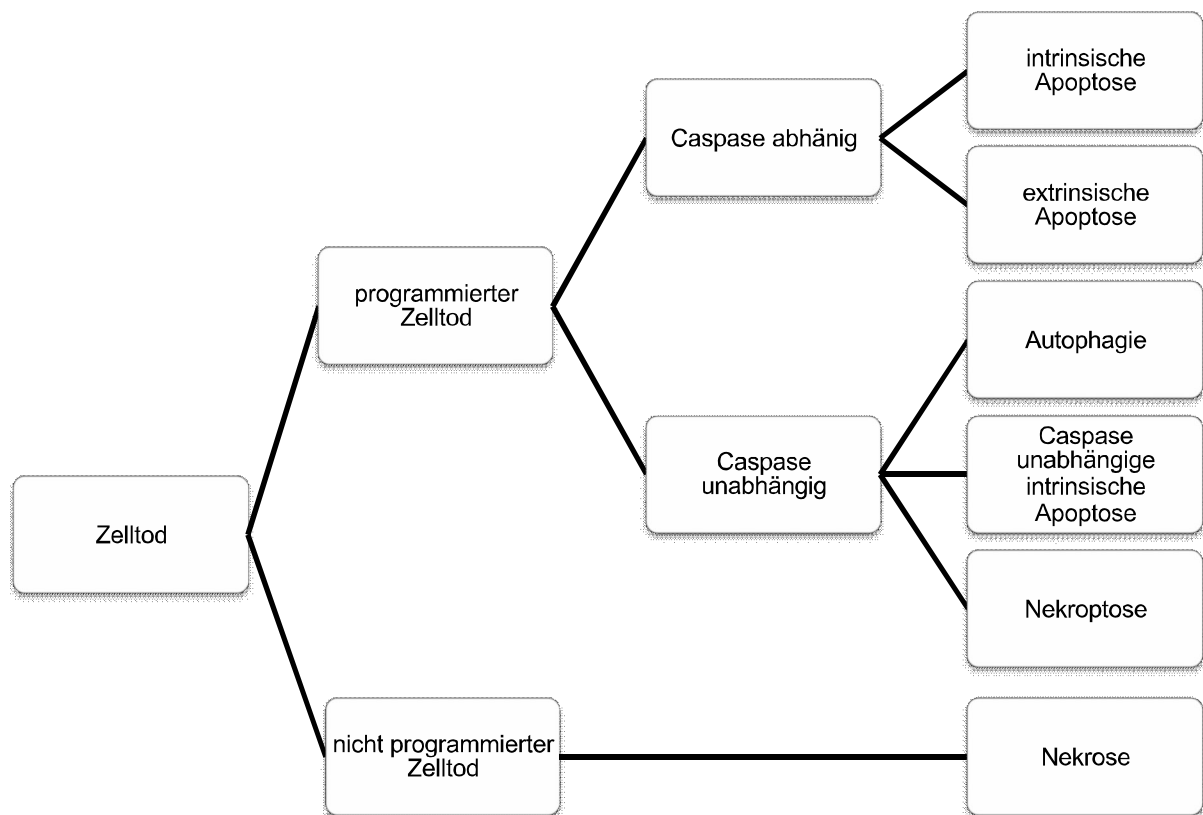 intrinsische
Apoptose
Caspase abhänig
extrinsische
Apoptose
programmierter
Zelltod
Autophagie
Caspase
unabhängige
intrinsische
Apoptose
Caspase
unabhängig
Zelltod
Nekroptose
nicht programmierter
Zelltod
Nekrose